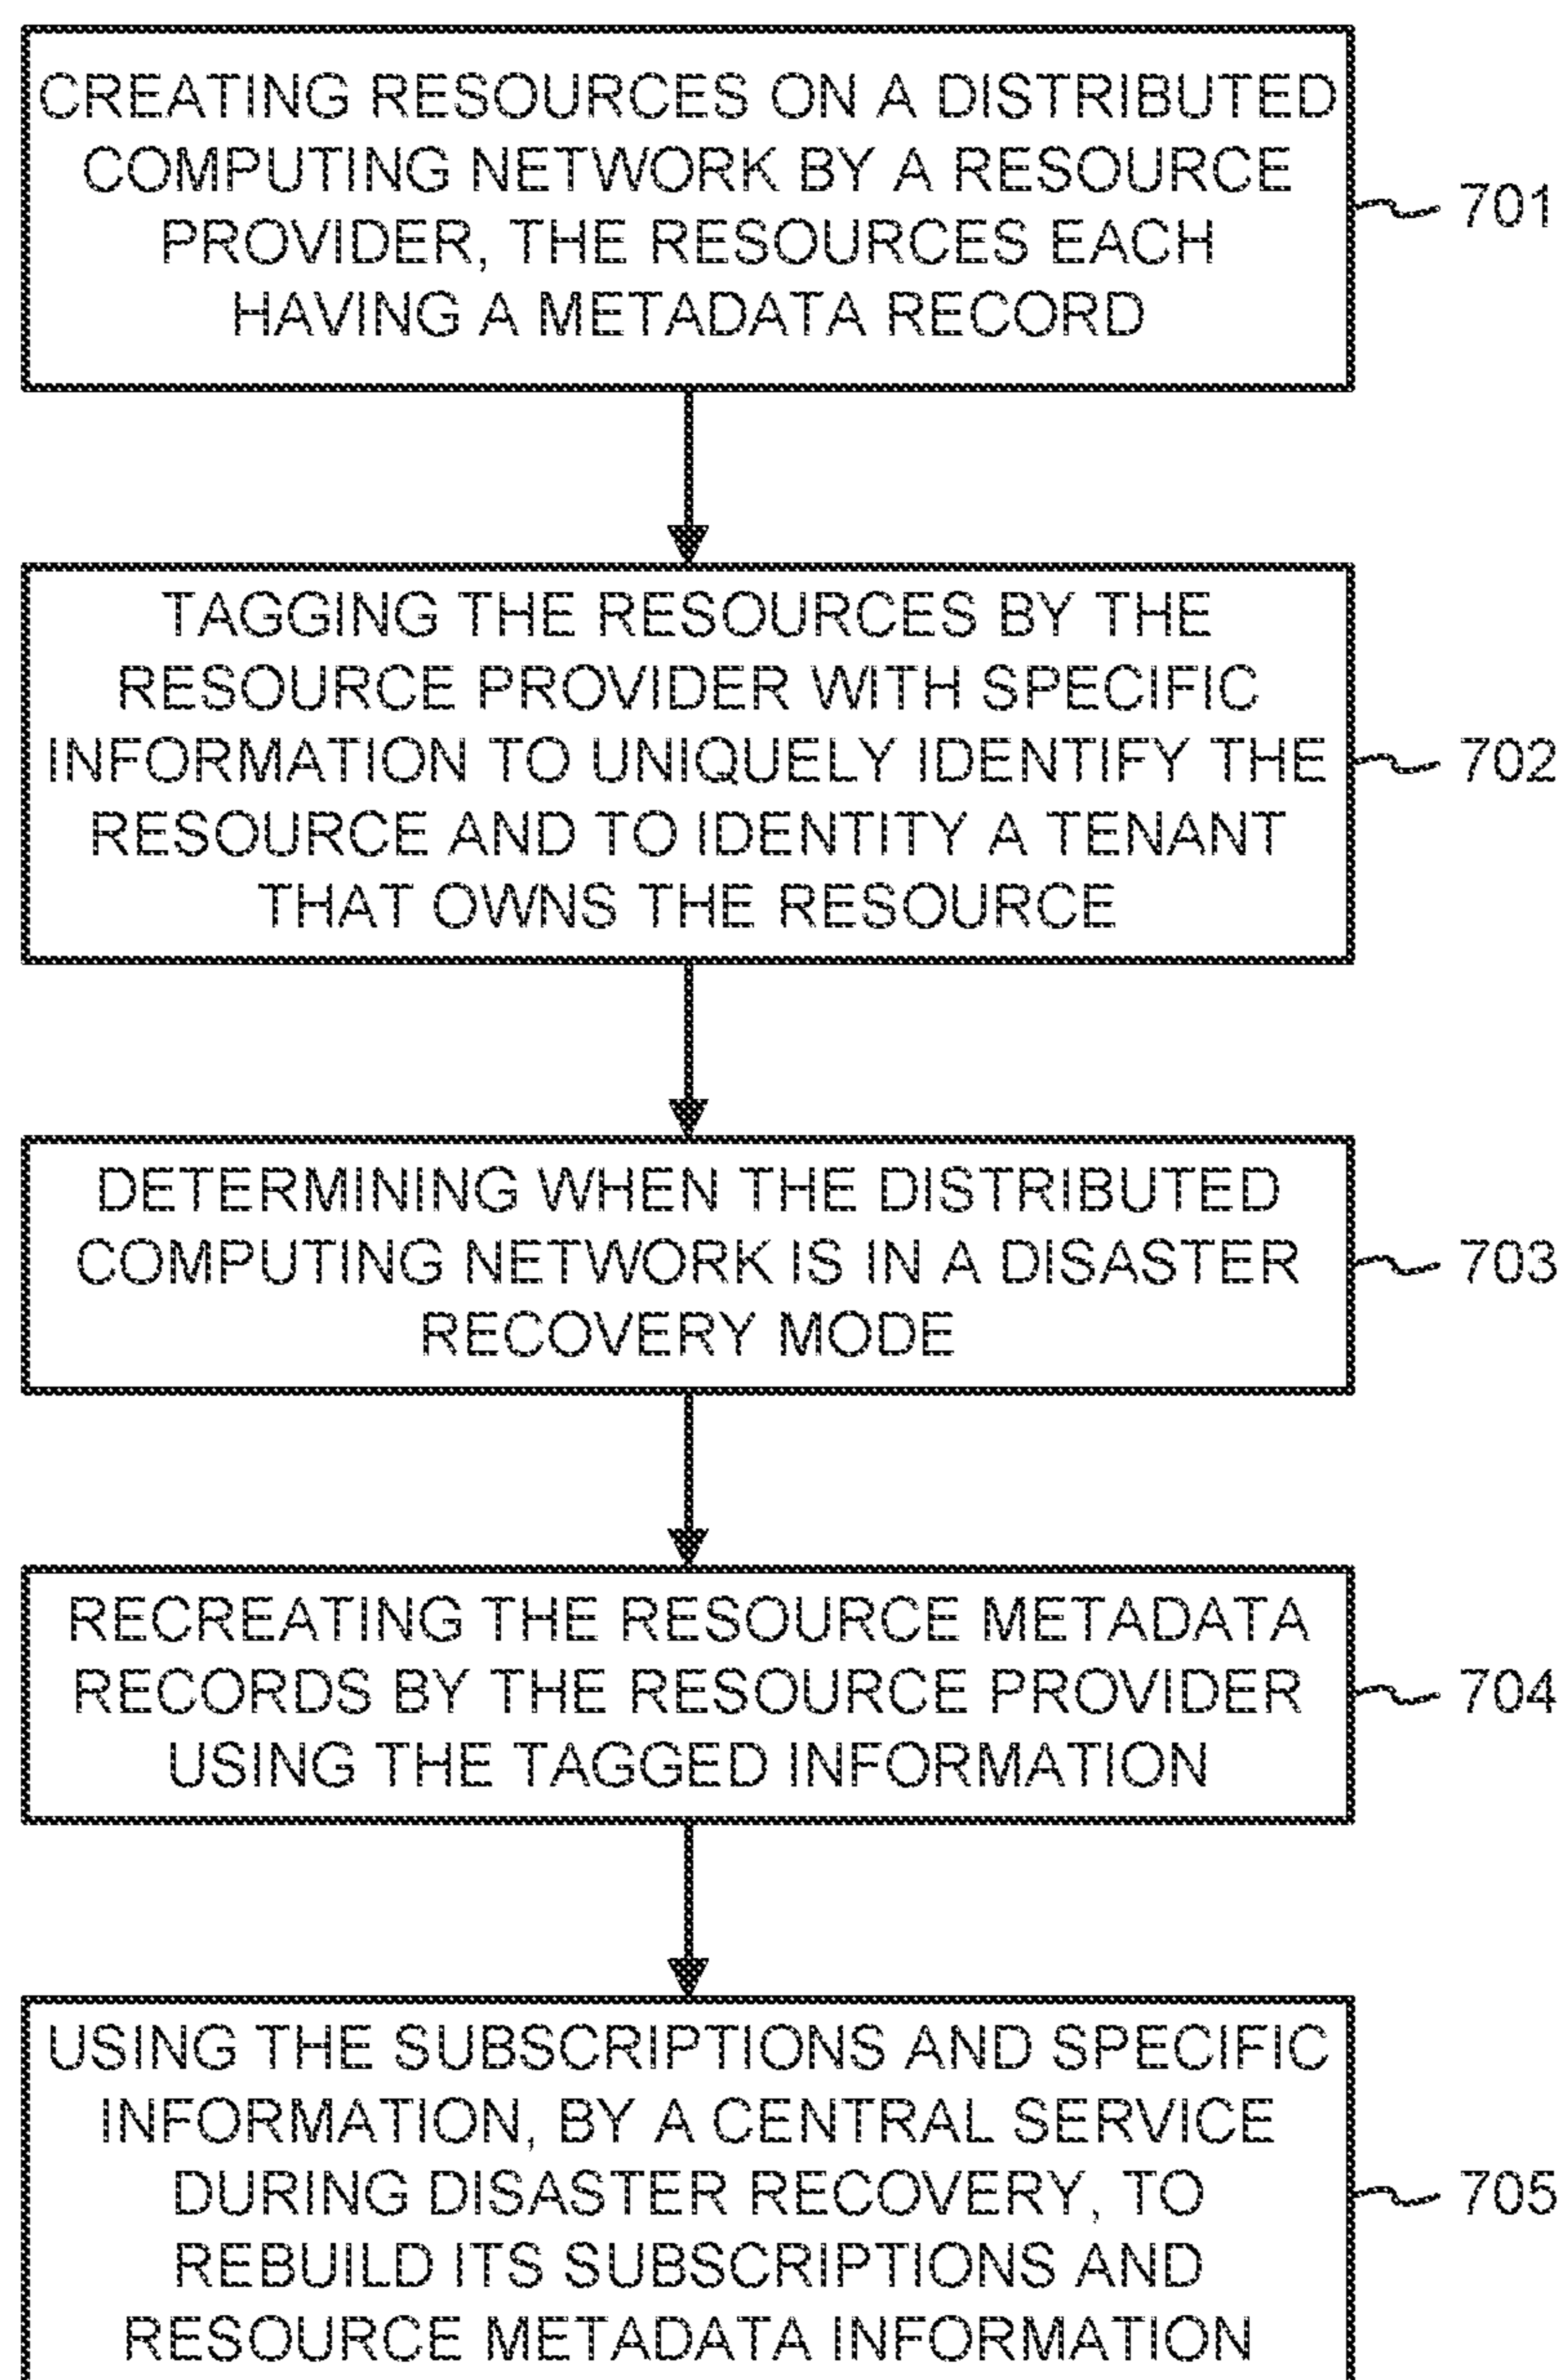 CREATING RESOURCES ON A DISTRIBUTED
COMPUTING NETWORK BY A RESOURCE
PROVIDER, THE RESOURCES EACH
HAVING A METADATA RECORD
701
TAGGING THE RESOURCES BY THE
RESOURCE PROVIDER WITH SPECIFIC
INFORMATION TO UNIQUELY IDENTIFY THE
RESOURCE AND TO IDENTITY A TENANT
THAT OWNS THE RESOURCE
702
DETERMINING WHEN THE DISTRIBUTED
COMPUTING NETWORK IS IN A DISASTER
RECOVERY MODE
703
RECREATING THE RESOURCE METADATA
RECORDS BY THE RESOURCE PROVIDER
USING THE TAGGED INFORMATION
704
USING THE SUBSCRIPTIONS AND SPECIFIC
INFORMATION, BY A CENTRAL SERVICE
DURING DISASTER RECOVERY, TO
REBUILD ITS SUBSCRIPTIONS AND
RESOURCE METADATA INFORMATION
705